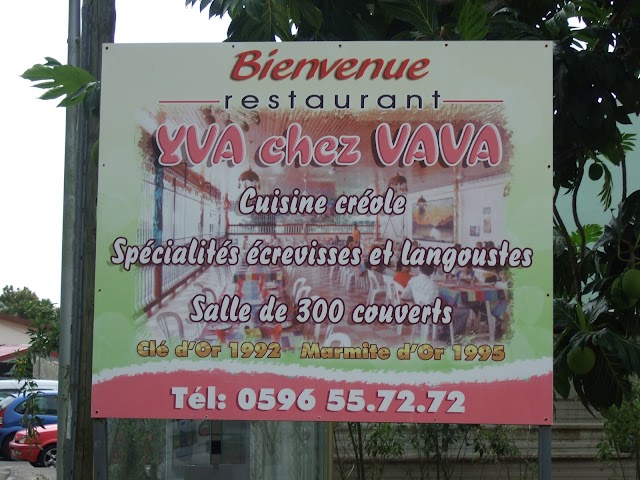 Bienvenue
restaurant
YVA chez VAVA
Cuisine créole
Spécialités écrevisses et langoustes
Salle de 300 couverts
Clé d'Or 1992 - Marmite d'Or 1995
Tél: 0596 55.72.72